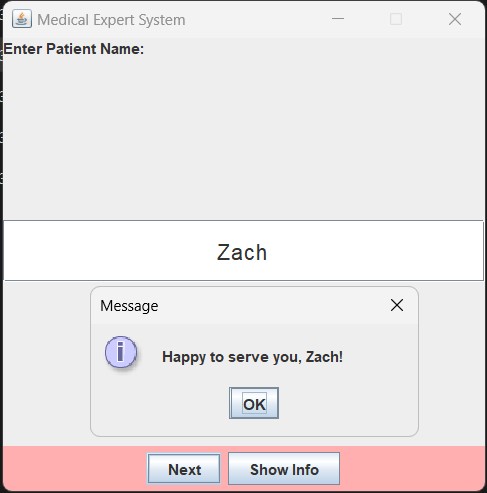 Medical Expert System
Enter Patient Name:
Zach
Message
i
Happy to serve you, Zach!
OK
Next
Show Info